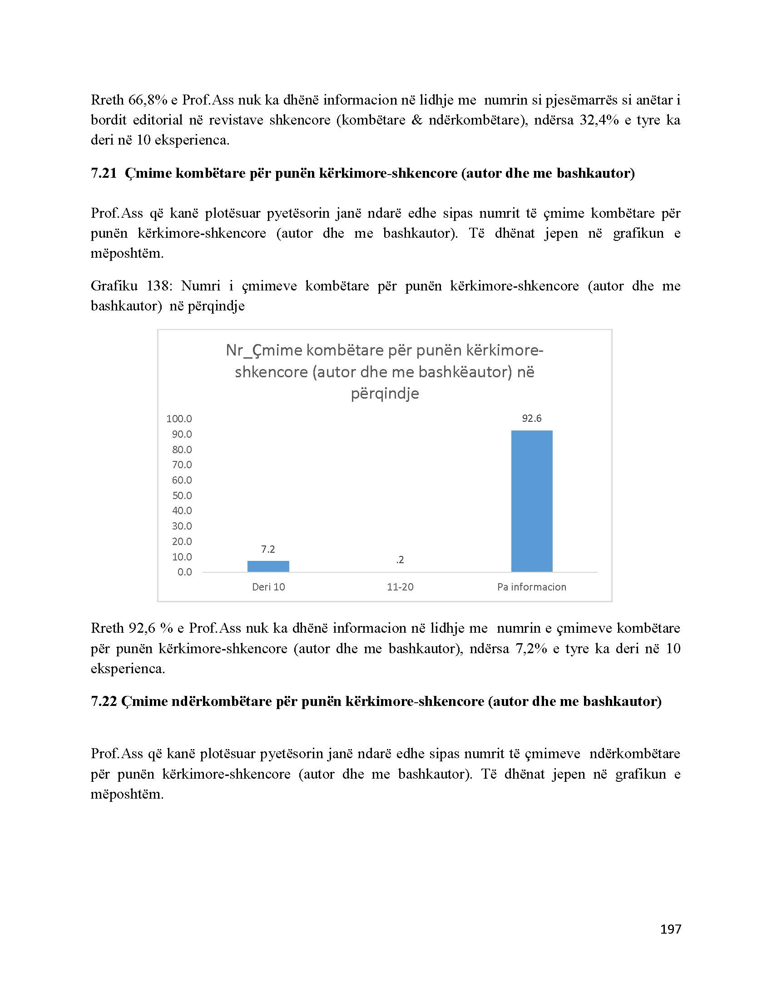 Rreth 66,8% e Prof.Ass nuk ka dhënë informacion në lidhje me  numrin si pjesëmarrës si anëtar i
bordit editorial në revistave shkencore (kombëtare & ndërkombëtare), ndërsa 32,4% e tyre ka
deri në 10 eksperienca.
7.21  Çmime kombëtare për punën kërkimore-shkencore (autor dhe me bashkautor)
Prof.Ass që kanë plotësuar pyetësorin janë ndarë edhe sipas numrit të çmime kombëtare për
punën kërkimore-shkencore (autor dhe me bashkautor). Të dhënat jepen në grafikun e
mëposhtëm.
Grafiku 138: Numri i çmimeve kombëtare për punën kërkimore-shkencore (autor dhe me
bashkautor)  në përqindje
Nr_Çmime kombëtare për punën kërkimore-
shkencore (autor dhe me bashkëautor) në
përqindje
100.0
90.0
80.0
70.0
60.0
50.0
40.0
30.0
20.0
10.0
0.0
7.2
.2
92.6
Deri 10
11-20
Pa informacion
Rreth 92,6 % e Prof.Ass nuk ka dhënë informacion në lidhje me  numrin e çmimeve kombëtare
për punën kërkimore-shkencore (autor dhe me bashkautor), ndërsa 7,2% e tyre ka deri në 10
eksperienca.
7.22 Çmime ndërkombëtare për punën kërkimore-shkencore (autor dhe me bashkautor)
Prof.Ass që kanë plotësuar pyetësorin janë ndarë edhe sipas numrit të çmimeve  ndërkombëtare
për punën kërkimore-shkencore (autor dhe me bashkautor). Të dhënat jepen në grafikun e
mëposhtëm.
197